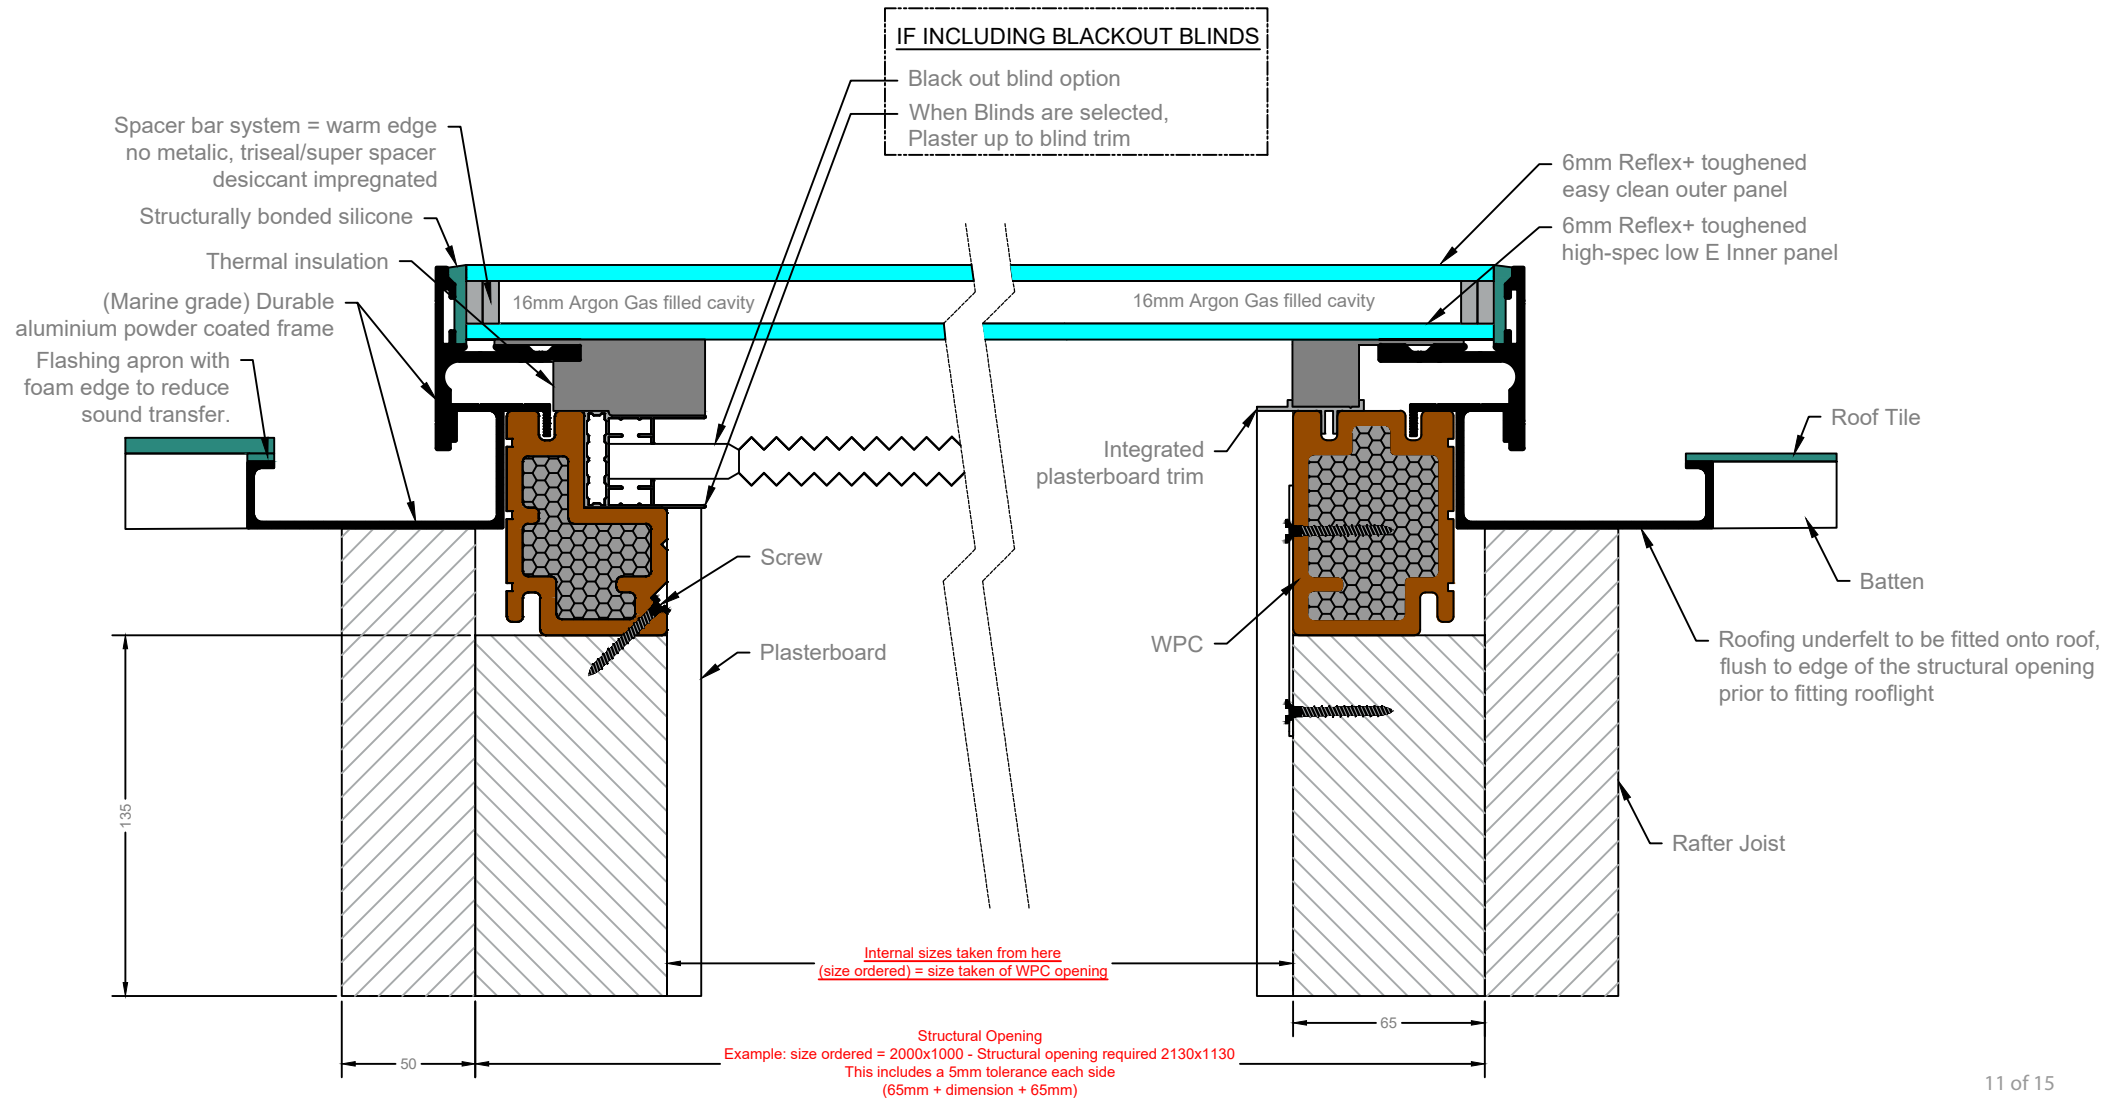 IF INCLUDING BLACKOUT BLINDS
Black out blind option
When Blinds are selected,
Plaster up to blind trim
Spacer bar system = warm edge
no metalic, triseal/super spacer
desiccant impregnated
Structurally bonded silicone
Thermal insulation
(Marine grade) Durable
aluminium powder coated frame
Flashing apron with
foam edge to reduce
sound transfer.
6mm Reflex+ toughened
easy clean outer panel
6mm Reflex+ toughened
high-spec low E Inner panel
16mm Argon Gas filled cavity
16mm Argon Gas filled cavity
Roof Tile
Integrated
plasterboard trim
Screw
Batten
Plasterboard
WPC
Roofing underfelt to be fitted onto roof,
flush to edge of the structural opening
prior to fitting rooflight
135
Rafter Joist
Internal sizes taken from here
(size ordered) = size taken of WPC opening
65
50
Structural Opening
Example: size ordered = 2000x1000 - Structural opening required 2130x1130
This includes a 5mm tolerance each side
(65mm + dimension + 65mm)
11 of 15